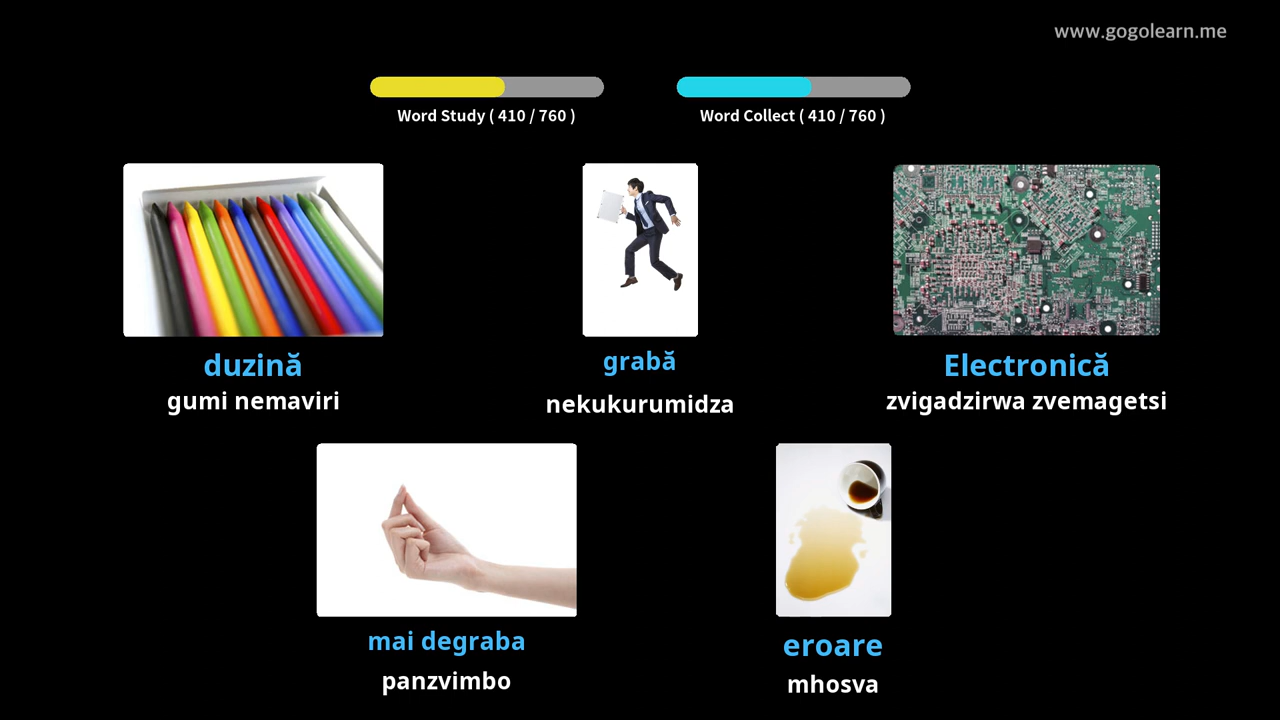 www.gogolearn.me
Word Study ( 410 / 760 )
Word Collect ( 410 / 760 )
duzină
gumi nemaviri
grabă
nekukurumidza
Electronică
zvigadzirwa zvemagetsi
mai degraba
panzvimbo
eroare
mhosva